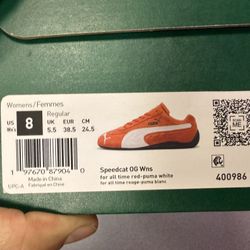 Womens/Femmes
Regular
US UK EUR CM
Wn's 8 5.5 38.5 24.5
1 97670 87904 0
UPC-A
Made in China
Fabriqué en Chine
Speedcat OG Wns
for all time red-puma white
for all time rouge-puma blanc
400986